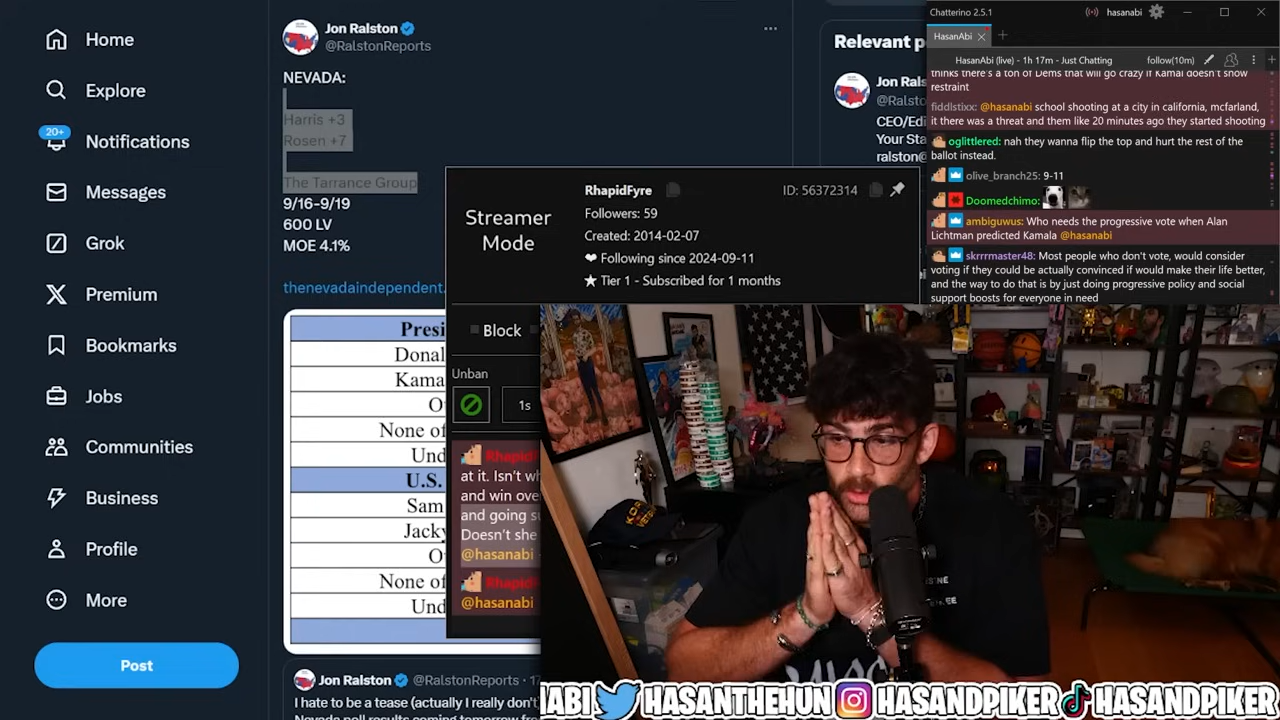 Home
Explore
20+
Notifications
Messages
Grok
Premium
Bookmarks
Jobs
Communities
Business
Profile
More
Post
Jon Ralston
@RalstonReports
NEVADA:
Harris +3
Rosen +7
The Tarrance Group
9/16-9/19
600 LV
MOE 4.1%
thenevadaindependent.
Presi
Donal
Kama
O
None of
Und
U.S.
Sam
Jacky
O
None of
Und
Jon Ralston
@RalstonReports · 17
I hate to be a tease (actually I really don't)
Nevada poll results coming tomorrow fro
Relevant p
Jon Rals
@Ralsto
CEO/Edi
Your Sta
ralston@
Streamer
Mode
RhapidFyre
ID: 56372314
Followers: 59
Created: 2014-02-07
❤ Following since 2024-09-11
★ Tier 1 - Subscribed for 1 months
Block
Unban
1s
RhapidF
at it. Isn't wh
and win over
and going su
Doesn't she
@hasanabi
RhapidF
@hasanabi
Chatterino 2.5.1
hasanabi
HasanAbi
HasanAbi (live) - 1h 17m - Just Chatting
follow(10m)
thinks there's a ton of Dems that will go crazy if Kamal doesn't show
restraint
fiddlstixx: @hasanabi school shooting at a city in california, mcfarland,
it there was a threat and them like 20 minutes ago they started shooting
oglittlered: nah they wanna flip the top and hurt the rest of the
ballot instead.
olive_branch25: 9-11
Doomedchimo:
ambiguwus: Who needs the progressive vote when Alan
Lichtman predicted Kamala @hasanabi
skrrrmaster48: Most people who don't vote, would consider
voting if they could be actually convinced if would make their life better,
and the way to do that is by just doing progressive policy and social
support boosts for everyone in need
ABI HASANTHEHUN HASANDPIKER HASANDPIKER